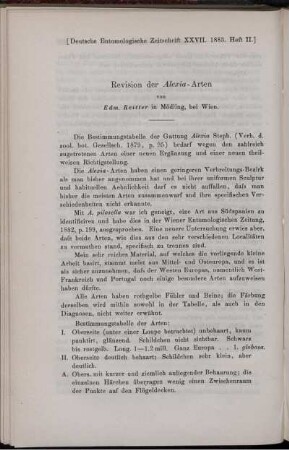 [Deutsche Entomologische Zeitschrift XXVII. 1883. Heft II.]
Revision der Alexia-Arten
von
Edm. Reitter in Mödling, bei Wien.
Die Bestimmungstabelle der Gattung Alexia Steph. (Verh. d.
zool. bot. Gesellsch. 1879, p. 95) bedarf wegen den zahlreich
zugetretenen Arten einer neuen Ergänzung und einer neuen theil-
weisen Richtigstellung.
Die Alexia-Arten haben einen geringeren Verbreitungs-Bezirk
als man bisher angenommen hat und bei ihrer uniformen Sculptur
und habituellen Aehnlichkeit darf es nicht auffallen, dass man
bisher die meisten zusammenwarf und ihre spezifischen Ver-
schiedenheiten nicht erkannte.
Mit A. pilosella war ich geneigt, eine Art aus Südspanien zu
identificiren und habe dies in der Wiener Entomologischen Zeitung,
1882, p. 199, ausgesprochen. Eine neuere Untersuchung erwies aber,
dass beide Arten, wie dies aus den sehr verschiedenen Localitäten
zu vermuthen stand, specifisch zu trennen sind.
Mein sehr reiches Material, auf welches die vorliegende kleine
Arbeit basirt, stammt aus Mittel- und Osteuropa, und es ist
als sicher anzunehmen, dass der Westen Europas, namentlich West-
Frankreich und Portugal noch einige besondere Arten aufzuweisen
haben dürften.
Alle Arten haben rothgelbe Fühler und Beine; die Färbung
derselben wird mithin sowohl in der Tabelle, als auch in den
Diagnosen, nicht weiter erwähnt.
Bestimmungstabelle der Arten:
I. Oberseite (unter einer Loupe betrachtet) unbehaart, kaum
punktirt, glänzend. Schildchen nicht sichtbar. Schwarz
bis rostgelb. Long. 1—1,2 mill. Ganz Europa . . 1. globosa.
II. Oberseite deutlich behaart; Schildchen sehr klein, aber
deutlich.
A. Obers. mit kurzer und ziemlich anliegender Behaarung; die
einzelnen Härchen überragen wenig einen Zwischenraum
der Punkte auf den Flügeldecken.